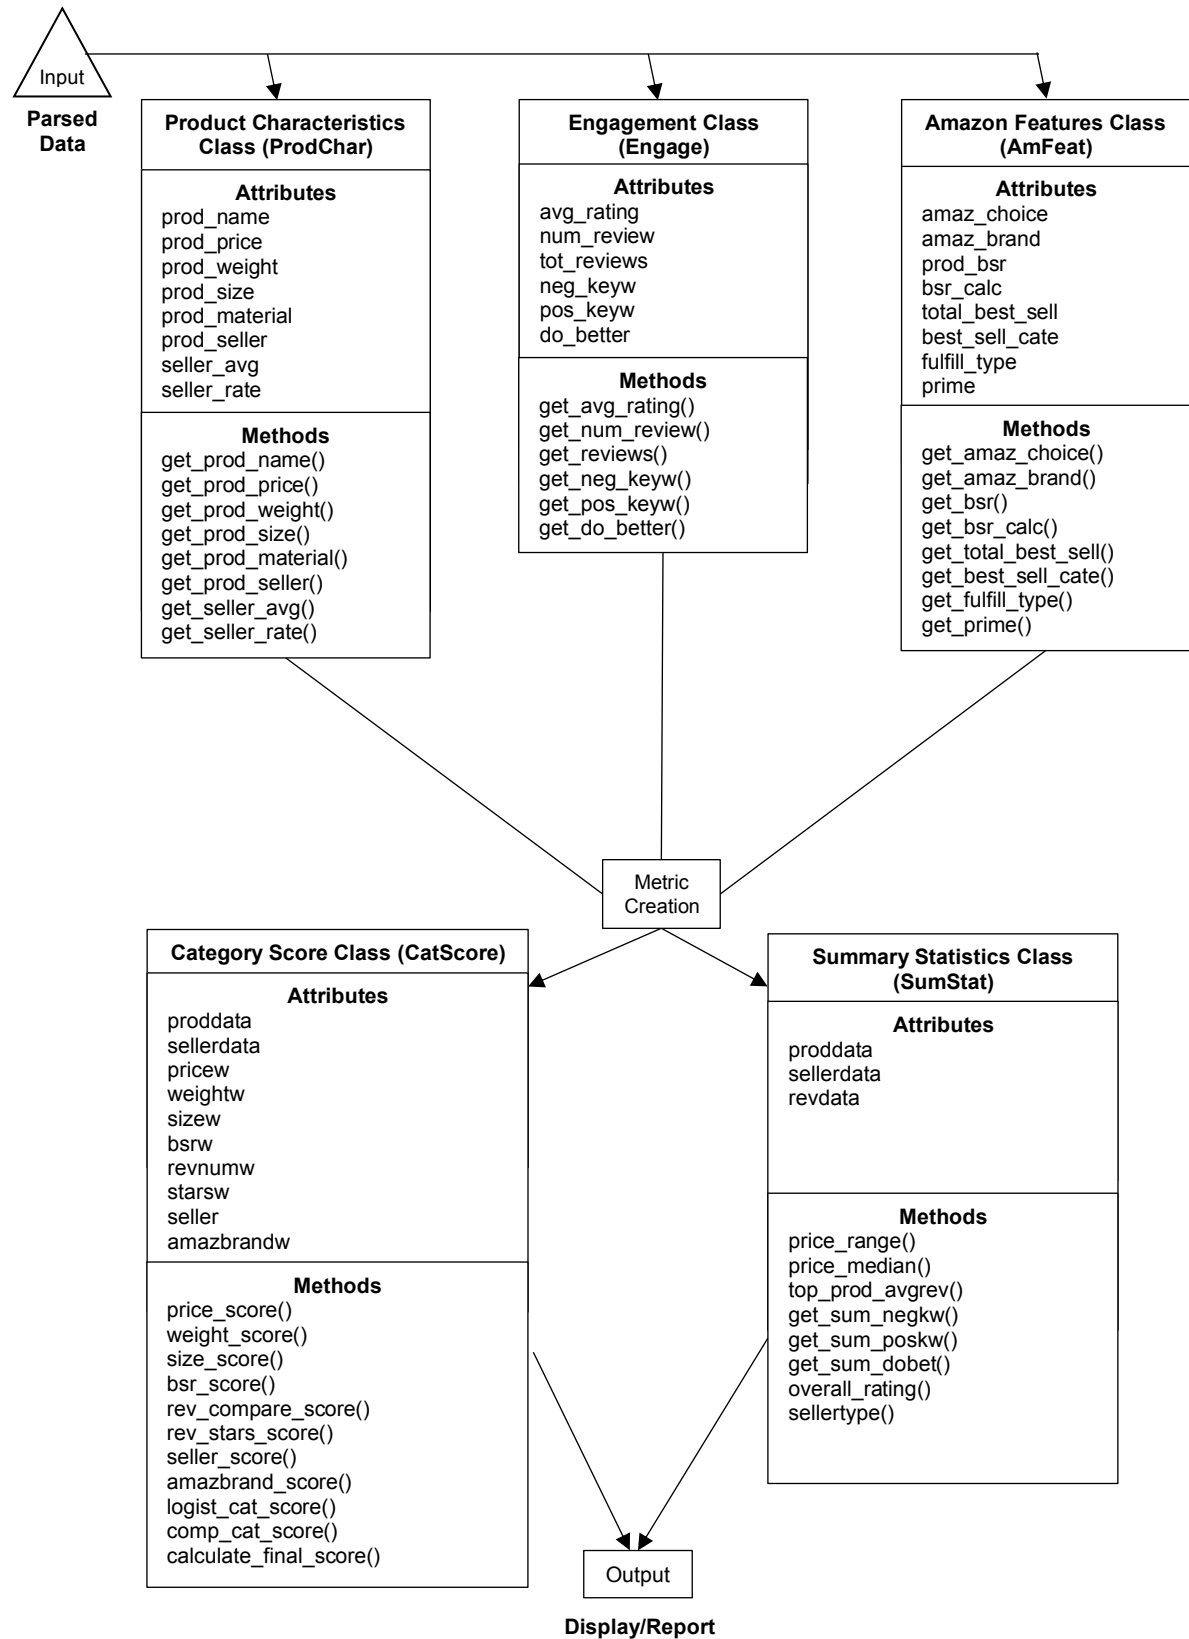 Input
Parsed
Data
Product Characteristics
Class (ProdChar)
Attributes
prod_name
prod_price
prod_weight
prod_size
prod_material
prod_seller
seller_avg
seller_rate
Methods
get_prod_name()
get_prod_price()
get_prod_weight()
get_prod_size()
get_prod_material()
get_prod_seller()
get_seller_avg()
get_seller_rate()
Engagement Class
(Engage)
Attributes
avg_rating
num_review
tot_reviews
neg_keyw
pos_keyw
do_better
Methods
get_avg_rating()
get_num_review()
get_reviews()
get_neg_keyw()
get_pos_keyw()
get_do_better()
Amazon Features Class
(AmFeat)
Attributes
amaz_choice
amaz_brand
prod_bsr
bsr_calc
total_best_sell
best_sell_cate
fulfill_type
prime
Methods
get_amaz_choice()
get_amaz_brand()
get_bsr()
get_bsr_calc()
get_total_best_sell()
get_best_sell_cate()
get_fulfill_type()
get_prime()
Metric
Creation
Category Score Class (CatScore)
Attributes
proddata
sellerdata
pricew
weightw
sizew
bsrw
revnumw
starsw
seller
amazbrandw
Methods
price_score()
weight_score()
size_score()
bsr_score()
rev_compare_score()
rev_stars_score()
seller_score()
amazbrand_score()
logist_cat_score()
comp_cat_score()
calculate_final_score()
Summary Statistics Class
(SumStat)
Attributes
proddata
sellerdata
revdata
Methods
price_range()
price_median()
top_prod_avgrev()
get_sum_negkw()
get_sum_poskw()
get_sum_dobet()
overall_rating()
sellertype()
Output
Display/Report